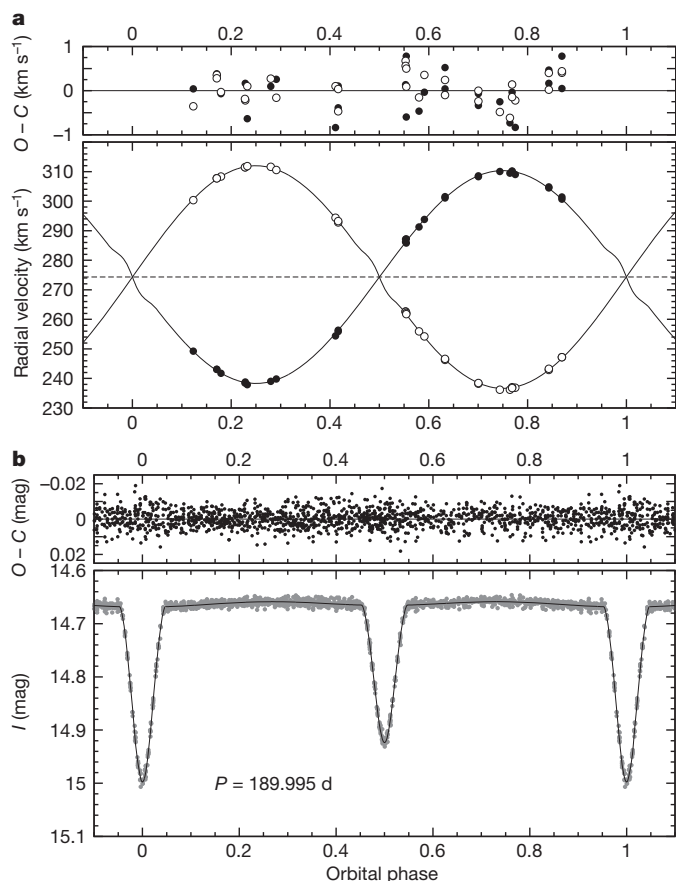 a
0 0.2 0.4 0.6 0.8 1
O – C (km s⁻¹)
1
0
−1
Radial velocity (km s⁻¹)
310
300
290
280
270
260
250
240
230
0 0.2 0.4 0.6 0.8 1
b
0 0.2 0.4 0.6 0.8 1
O – C (mag)
−0.02
0
0.02
I (mag)
14.6
14.7
14.8
14.9
15
15.1
P = 189.995 d
0 0.2 0.4 0.6 0.8 1
Orbital phase